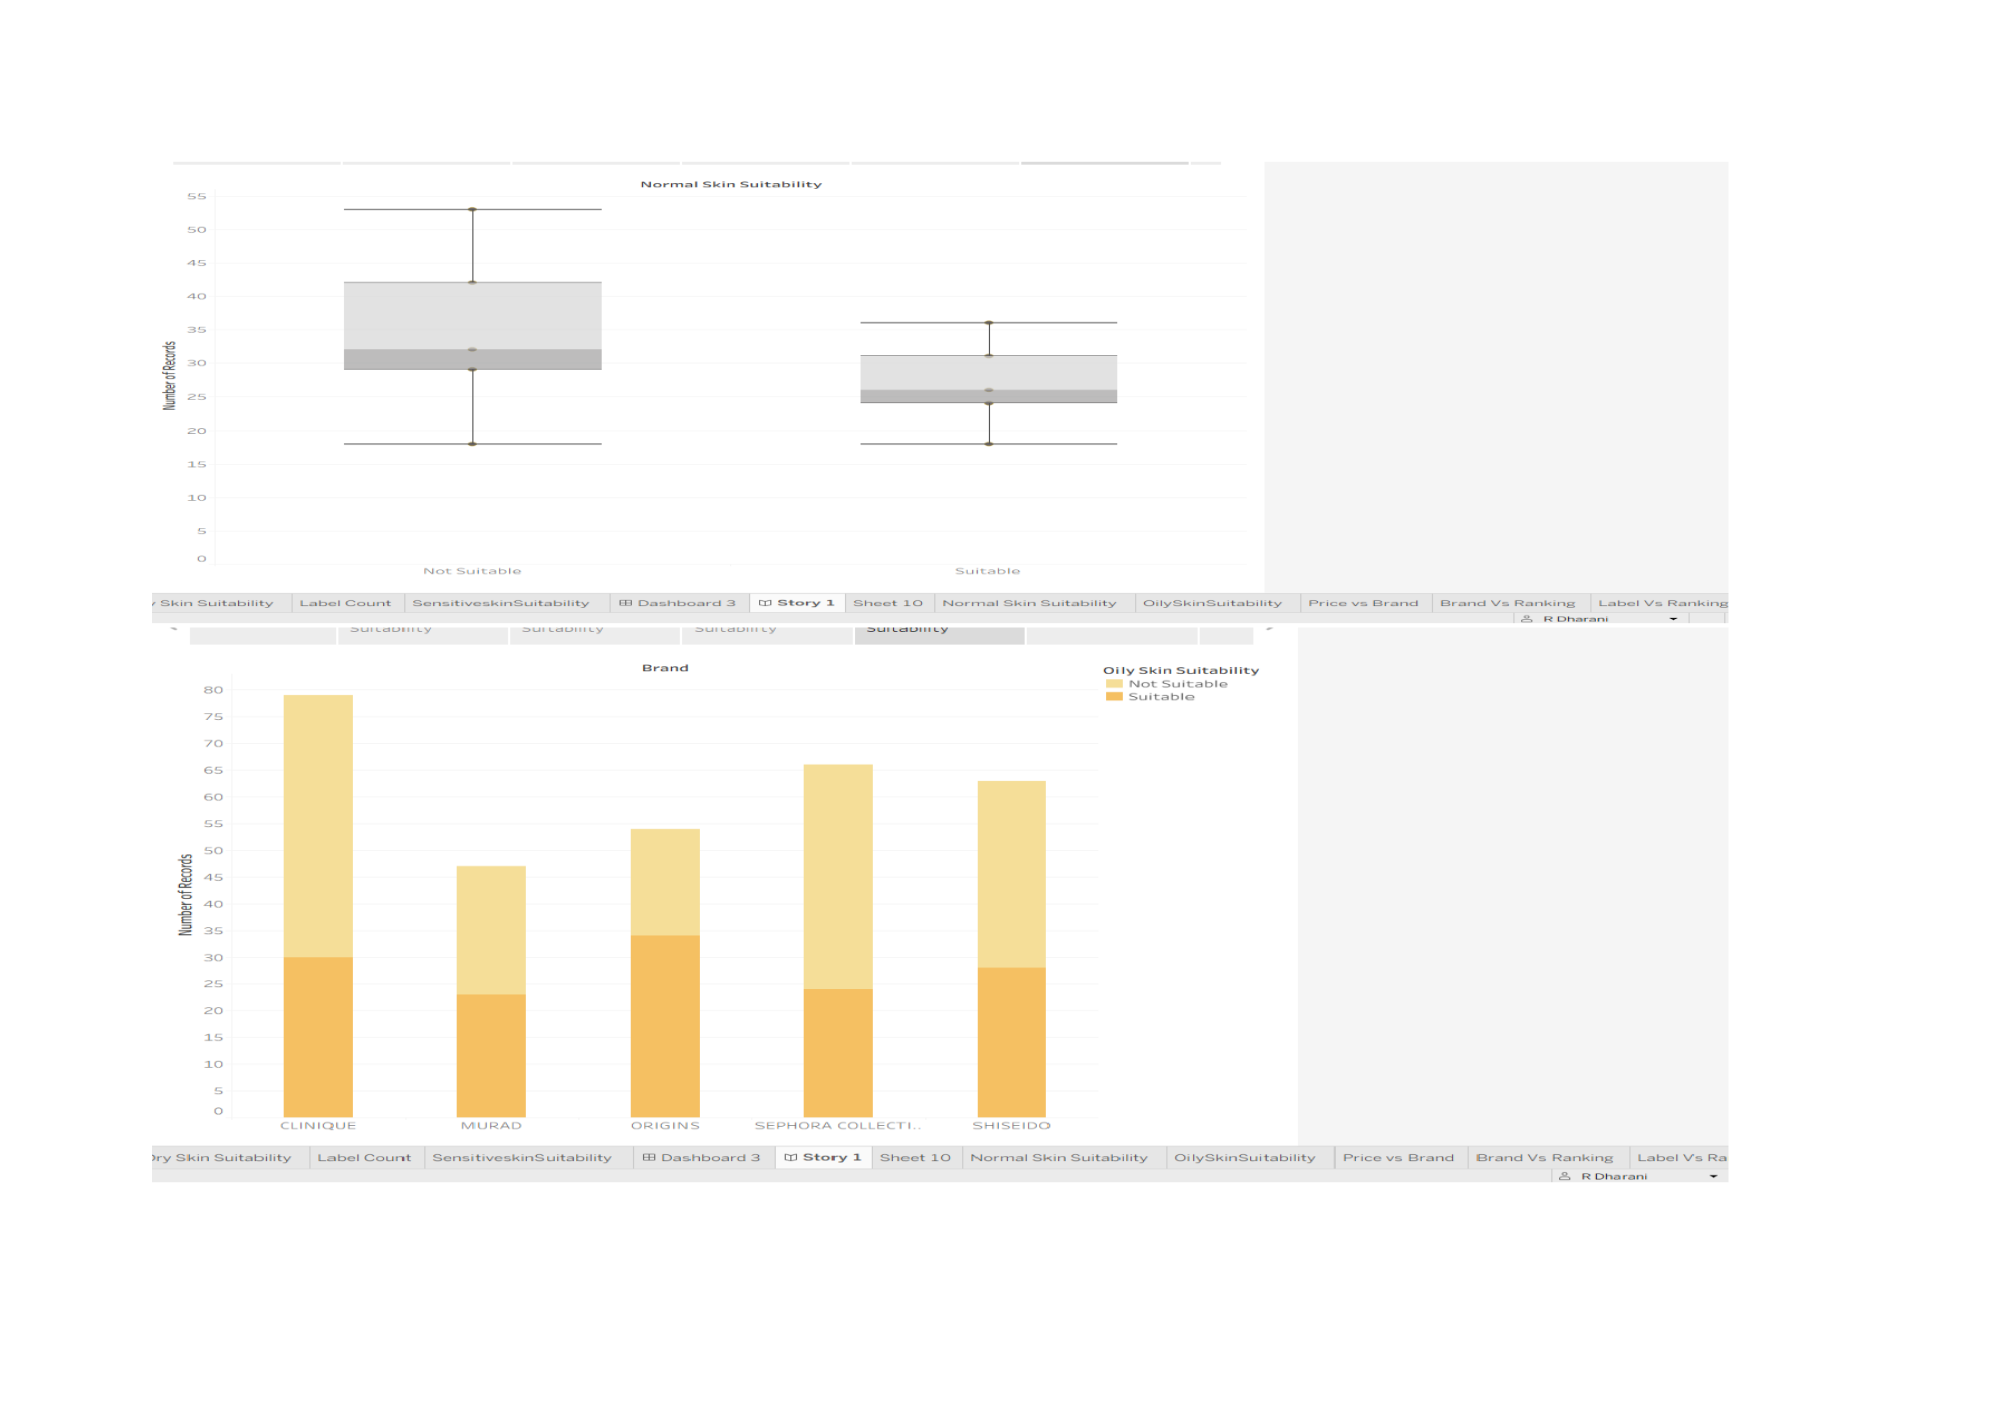 Normal Skin Suitability
55
50
45
40
35
30
25
20
15
10
5
0
Number of Records
Not Suitable Suitable
Skin Suitability Label Count SensitiveskinSuitability Dashboard 3 Story 1 Sheet 10 Normal Skin Suitability OilySkinSuitability Price vs Brand Brand Vs Ranking Label Vs Ranking
R Dharani
Suitability Suitability Suitability Suitability
Brand
Oily Skin Suitability
Not Suitable
Suitable
80
75
70
65
60
55
50
45
40
35
30
25
20
15
10
5
0
Number of Records
CLINIQUE MURAD ORIGINS SEPHORA COLLECTI.. SHISEIDO
Dry Skin Suitability Label Count SensitiveskinSuitability Dashboard 3 Story 1 Sheet 10 Normal Skin Suitability OilySkinSuitability Price vs Brand Brand Vs Ranking Label Vs Ra
R Dharani